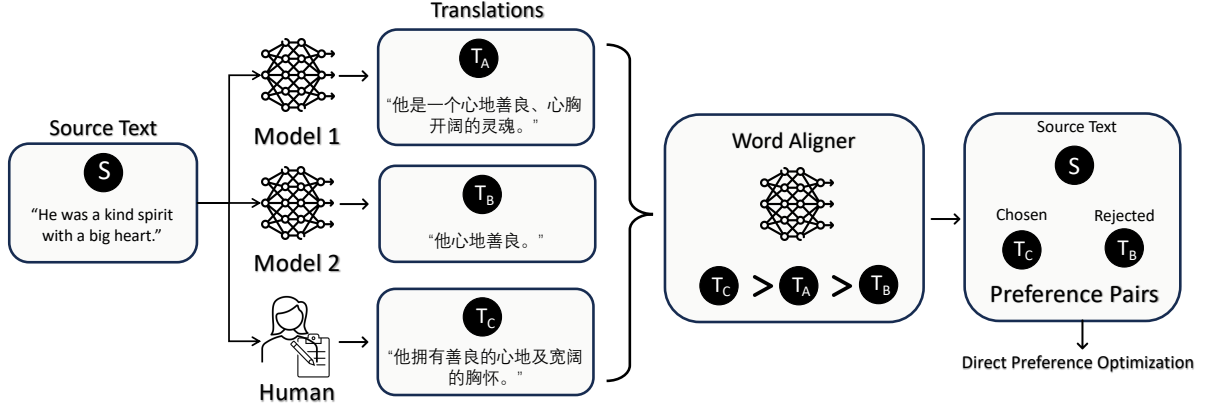 Translations
Source Text
S
“He was a kind spirit
with a big heart.”
Model 1
TA
“他是一个心地善良、心胸
开阔的灵魂。”
Model 2
TB
“他心地善良。”
Human
TC
“他拥有善良的心地及宽阔
的胸怀。”
Word Aligner
TC > TA > TB
Source Text
S
Chosen
Rejected
TC
TB
Preference Pairs
Direct Preference Optimization